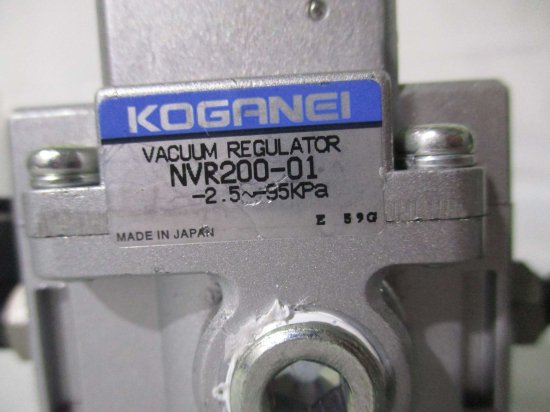 KOGANEI
VACUUM REGULATOR
NVR200-01
-2.5~-95KPa
E 59G
MADE IN JAPAN